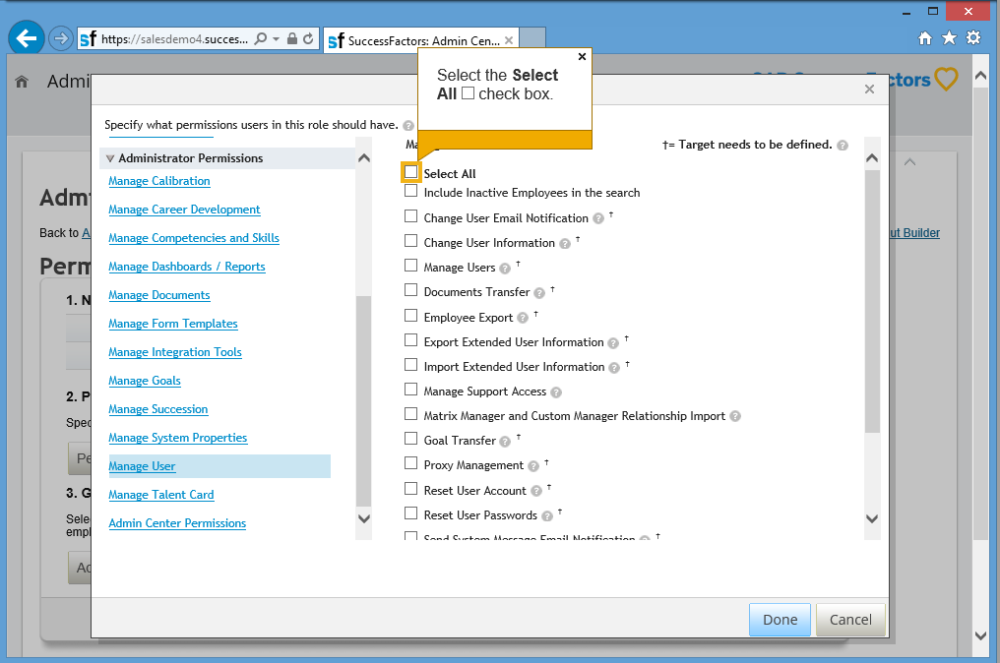 https://salesdemo4.succes...
SuccessFactors: Admin Cen...
Admi
ctors
Select the Select
All check box.
Specify what permissions users in this role should have.
†= Target needs to be defined.
Administrator Permissions
Manage Calibration
Manage Career Development
Manage Competencies and Skills
Manage Dashboards / Reports
Manage Documents
Manage Form Templates
Manage Integration Tools
Manage Goals
Manage Succession
Manage System Properties
Manage User
Manage Talent Card
Admin Center Permissions
Select All
Include Inactive Employees in the search
Change User Email Notification †
Change User Information †
Manage Users †
Documents Transfer †
Employee Export †
Export Extended User Information †
Import Extended User Information †
Manage Support Access
Matrix Manager and Custom Manager Relationship Import
Goal Transfer †
Proxy Management †
Reset User Account †
Reset User Passwords †
Send System Message Email Notification †
Back to A
ut Builder
Perm
1. N
2. P
Spec
Pe
3. G
Sele
empl
Ad
Done
Cancel